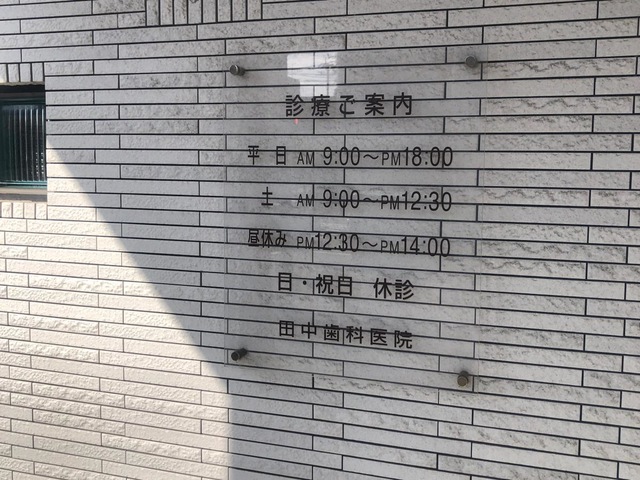 診療ご案内
平日 AM 9:00～PM18:00
土 AM 9:00～PM12:30
昼休み PM12:30～PM14:00
日・祝日 休診
田中歯科医院